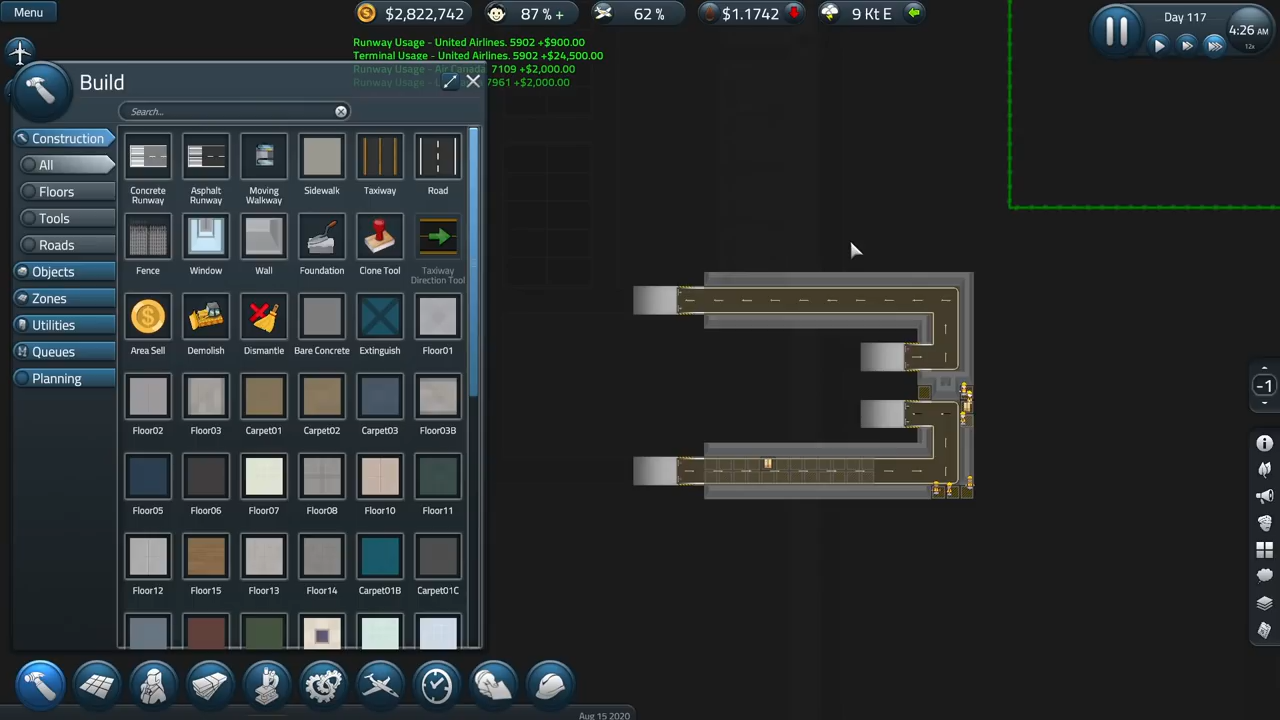 Menu
$2,822,742
87 % +
62 %
$1.1742
9 Kt E
Day 117
4:26 AM
12x
Runway Usage - United Airlines. 5902 +$900.00
Terminal Usage - United Airlines. 5902 +$24,500.00
Runway Usage - Air Canada. 7109 +$2,000.00
7961 +$2,000.00
Build
Search...
Construction
All
Floors
Tools
Roads
Objects
Zones
Utilities
Queues
Planning
Concrete Runway
Asphalt Runway
Moving Walkway
Sidewalk
Taxiway
Road
Fence
Window
Wall
Foundation
Clone Tool
Taxiway Direction Tool
Area Sell
Demolish
Dismantle
Bare Concrete
Extinguish
Floor01
Floor02
Floor03
Carpet01
Carpet02
Carpet03
Floor03B
Floor05
Floor06
Floor07
Floor08
Floor10
Floor11
Floor12
Floor15
Floor13
Floor14
Carpet01B
Carpet01C
-1
Aug 15 2020